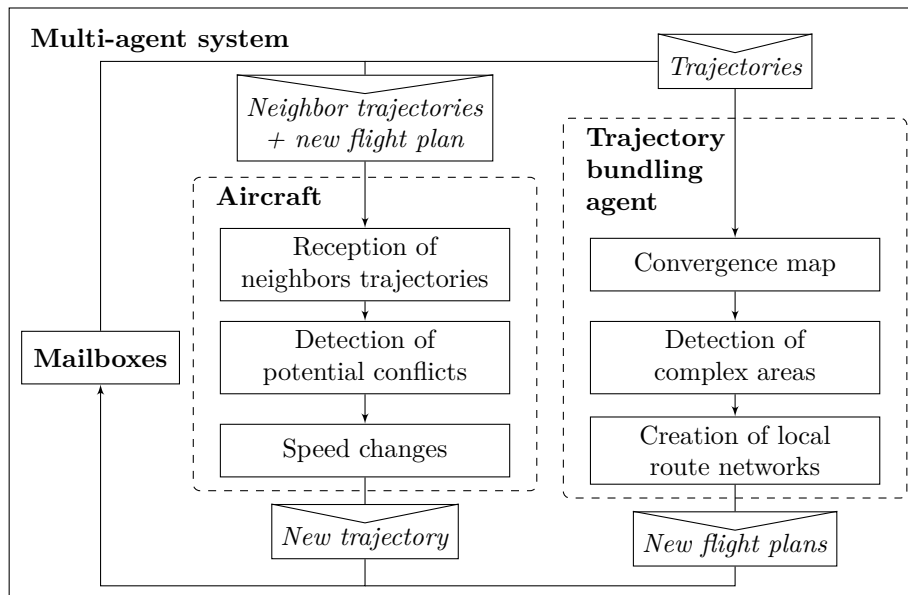 Multi-agent system
Trajectories
Neighbor trajectories
+ new flight plan
Trajectory
bundling
agent
Aircraft
Reception of
neighbors trajectories
Convergence map
Mailboxes
Detection of
potential conflicts
Detection of
complex areas
Speed changes
Creation of local
route networks
New trajectory
New flight plans